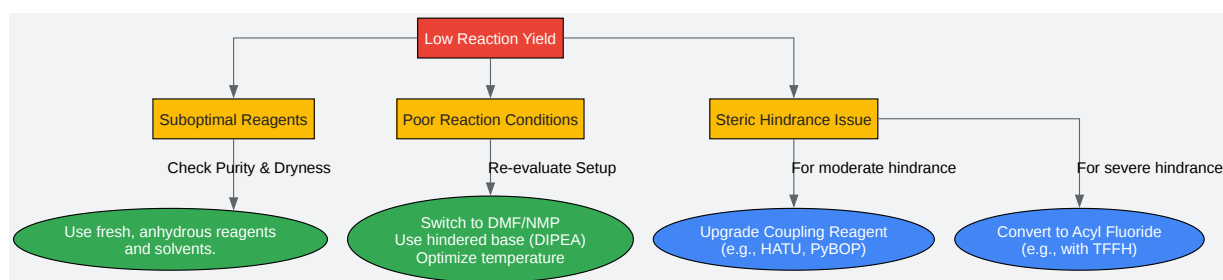 Low Reaction Yield
Suboptimal Reagents
Poor Reaction Conditions
Steric Hindrance Issue
Check Purity & Dryness
Re-evaluate Setup
For moderate hindrance
For severe hindrance
Use fresh, anhydrous reagents
and solvents.
Switch to DMF/NMP
Use hindered base (DIPEA)
Optimize temperature
Upgrade Coupling Reagent
(e.g., HATU, PyBOP)
Convert to Acyl Fluoride
(e.g., with TFFH)